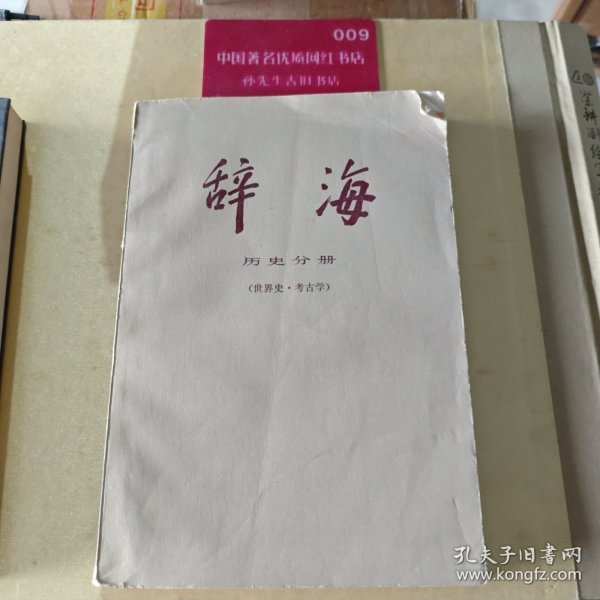 009
中国著名优质网红书店
孙先生古旧书店
辞海
历史分册
（世界史·考古学）
孔夫子旧书网
www.kongfz.com